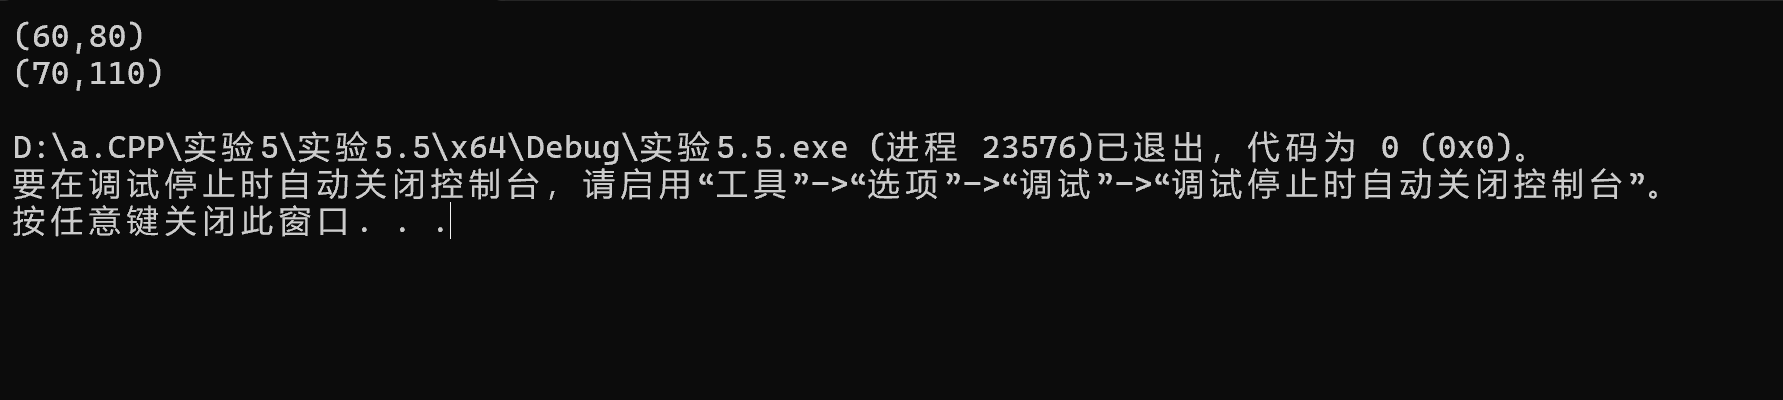 (60,80)
(70,110)
D:\a.CPP\实验5\实验5.5\x64\Debug\实验5.5.exe (进程 23576)已退出，代码为 0 (0x0)。
要在调试停止时自动关闭控制台，请启用“工具”->“选项”->“调试”->“调试停止时自动关闭控制台”。
按任意键关闭此窗口. . .